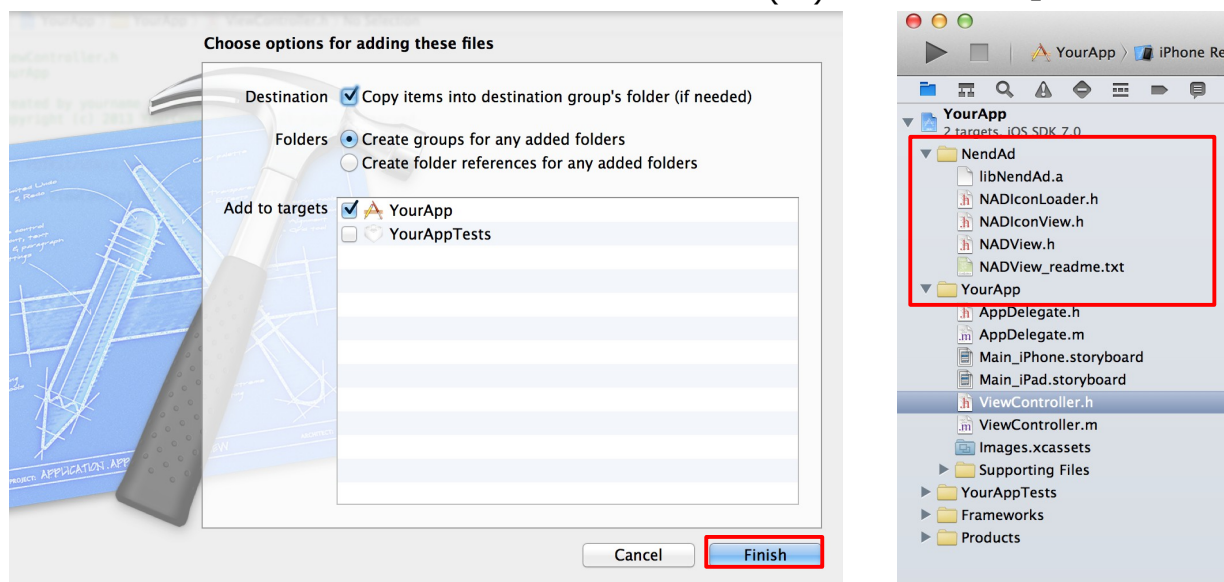 Choose options for adding these files
Destination Copy items into destination group's folder (if needed)
Folders Create groups for any added folders
Create folder references for any added folders
Add to targets YourApp
YourAppTests
Cancel Finish
YourApp 〉 iPhone Re
YourApp
2 targets, iOS SDK 7.0
NendAd
libNendAd.a
NADIconLoader.h
NADIconView.h
NADView.h
NADView_readme.txt
YourApp
AppDelegate.h
AppDelegate.m
Main_iPhone.storyboard
Main_iPad.storyboard
ViewController.h
ViewController.m
Images.xcassets
Supporting Files
YourAppTests
Frameworks
Products